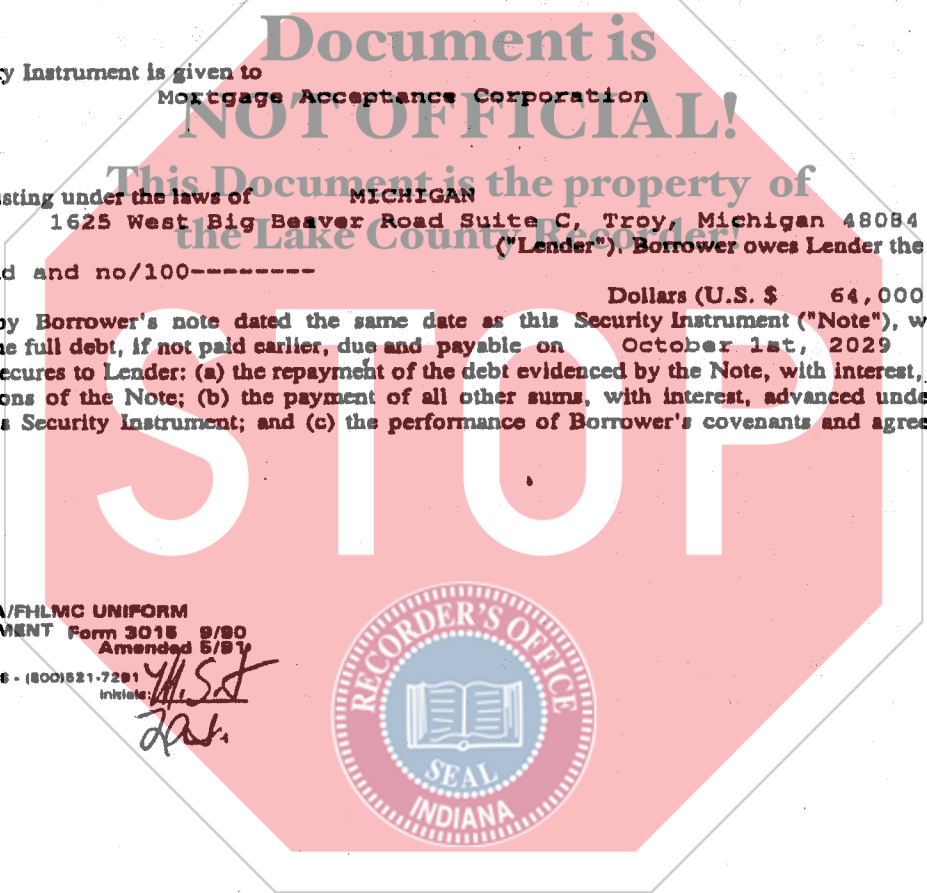 Document is
y Instrument is given to
Mortgage Acceptance Corporation
NOT OFFICIAL!
This Document is the property of
sting under the laws of MICHIGAN
1625 West Big Beaver Road Suite C, Troy, Michigan 48084
the Lake County Recorder!
("Lender"). Borrower owes Lender the
d and no/100--------
Dollars (U.S. $ 64,000
by Borrower's note dated the same date as this Security Instrument ("Note"), w
e full debt, if not paid earlier, due and payable on October 1st, 2029
ecures to Lender: (a) the repayment of the debt evidenced by the Note, with interest,
ons of the Note; (b) the payment of all other sums, with interest, advanced unde
s Security Instrument; and (c) the performance of Borrower's covenants and agree
STOP
A/FHLMC UNIFORM
MENT Form 3015 9/90
Amended 5/91
- (800)521-7291
Initials:
RECORDER'S OFFICE
SEAL
INDIANA